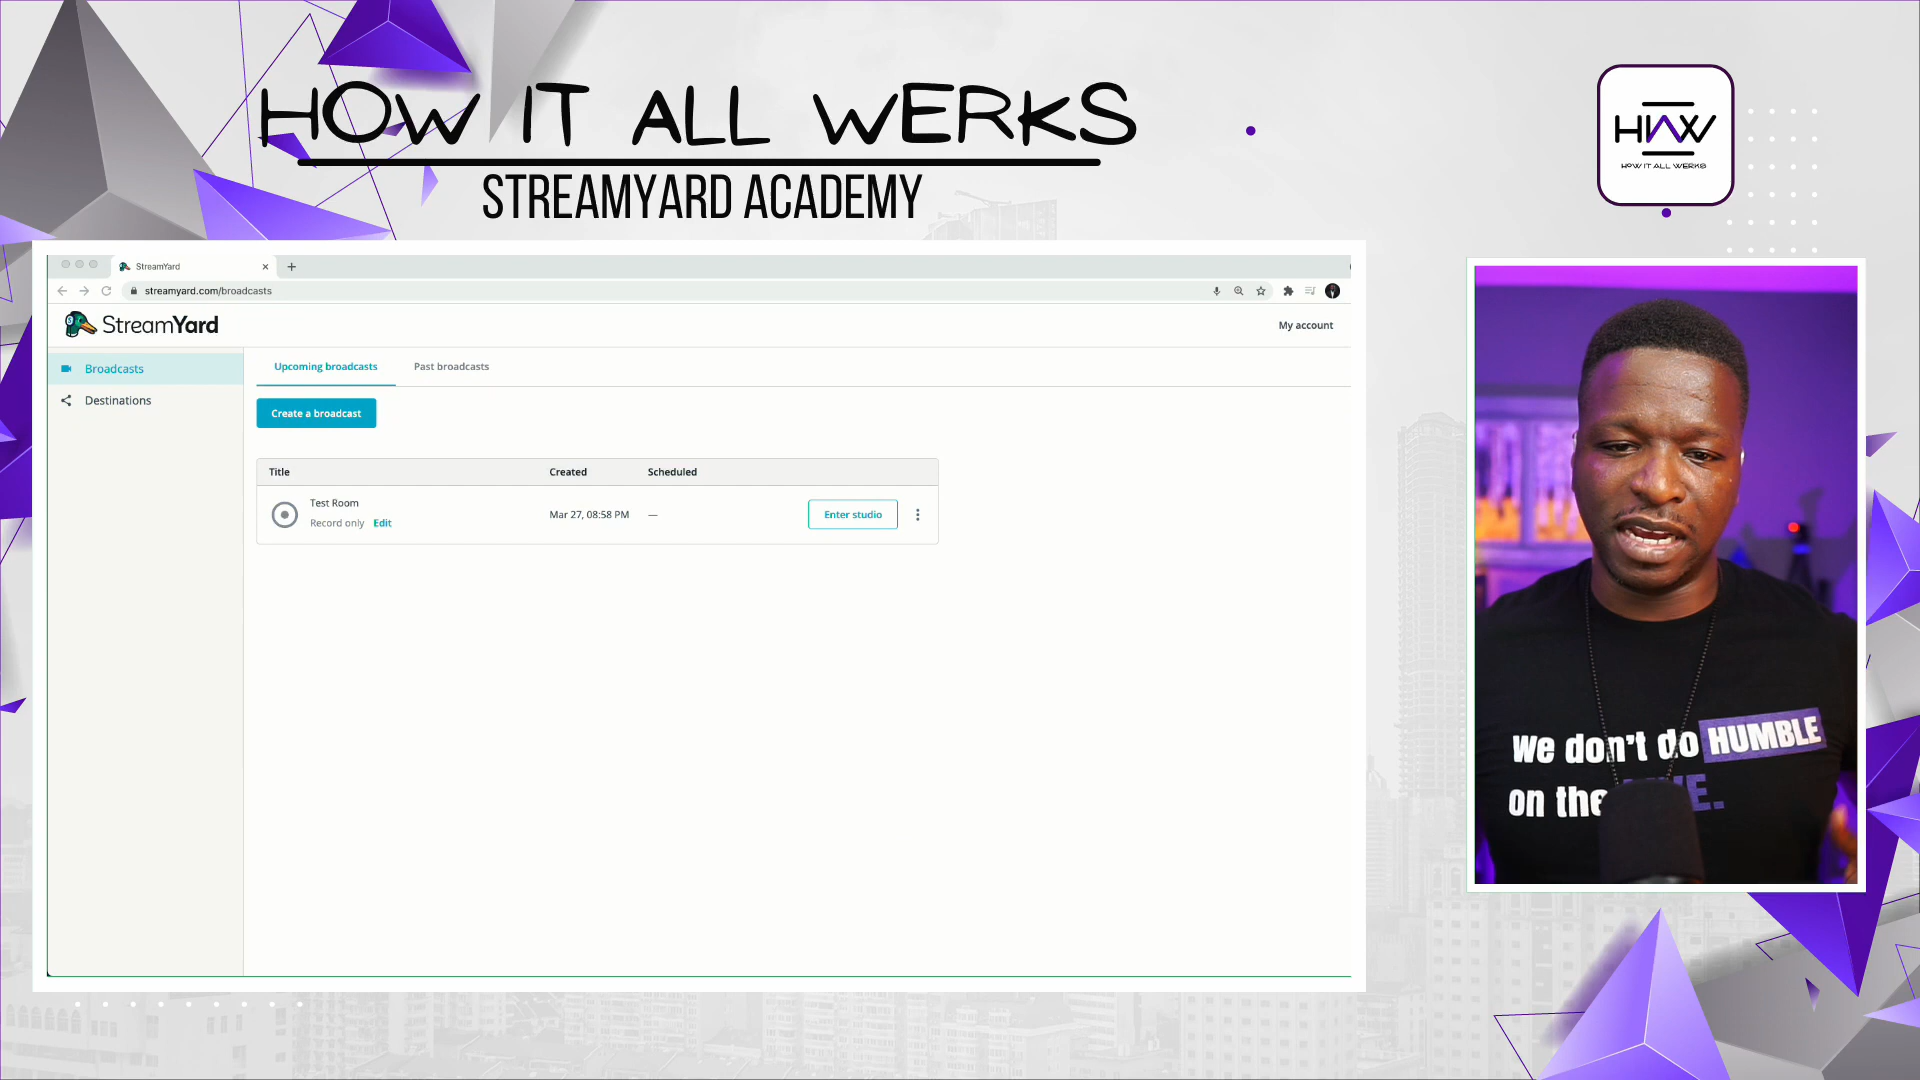 HOW IT ALL WERKS
STREAMYARD ACADEMY
HNW
HOW IT ALL WERKS
StreamYard
streamyard.com/broadcasts
StreamYard
My account
Broadcasts
Destinations
Upcoming broadcasts
Past broadcasts
Create a broadcast
Title
Created
Scheduled
Test Room
Record only
Edit
Mar 27, 08:58 PM
—
Enter studio
We don't do HUMBLE
on the